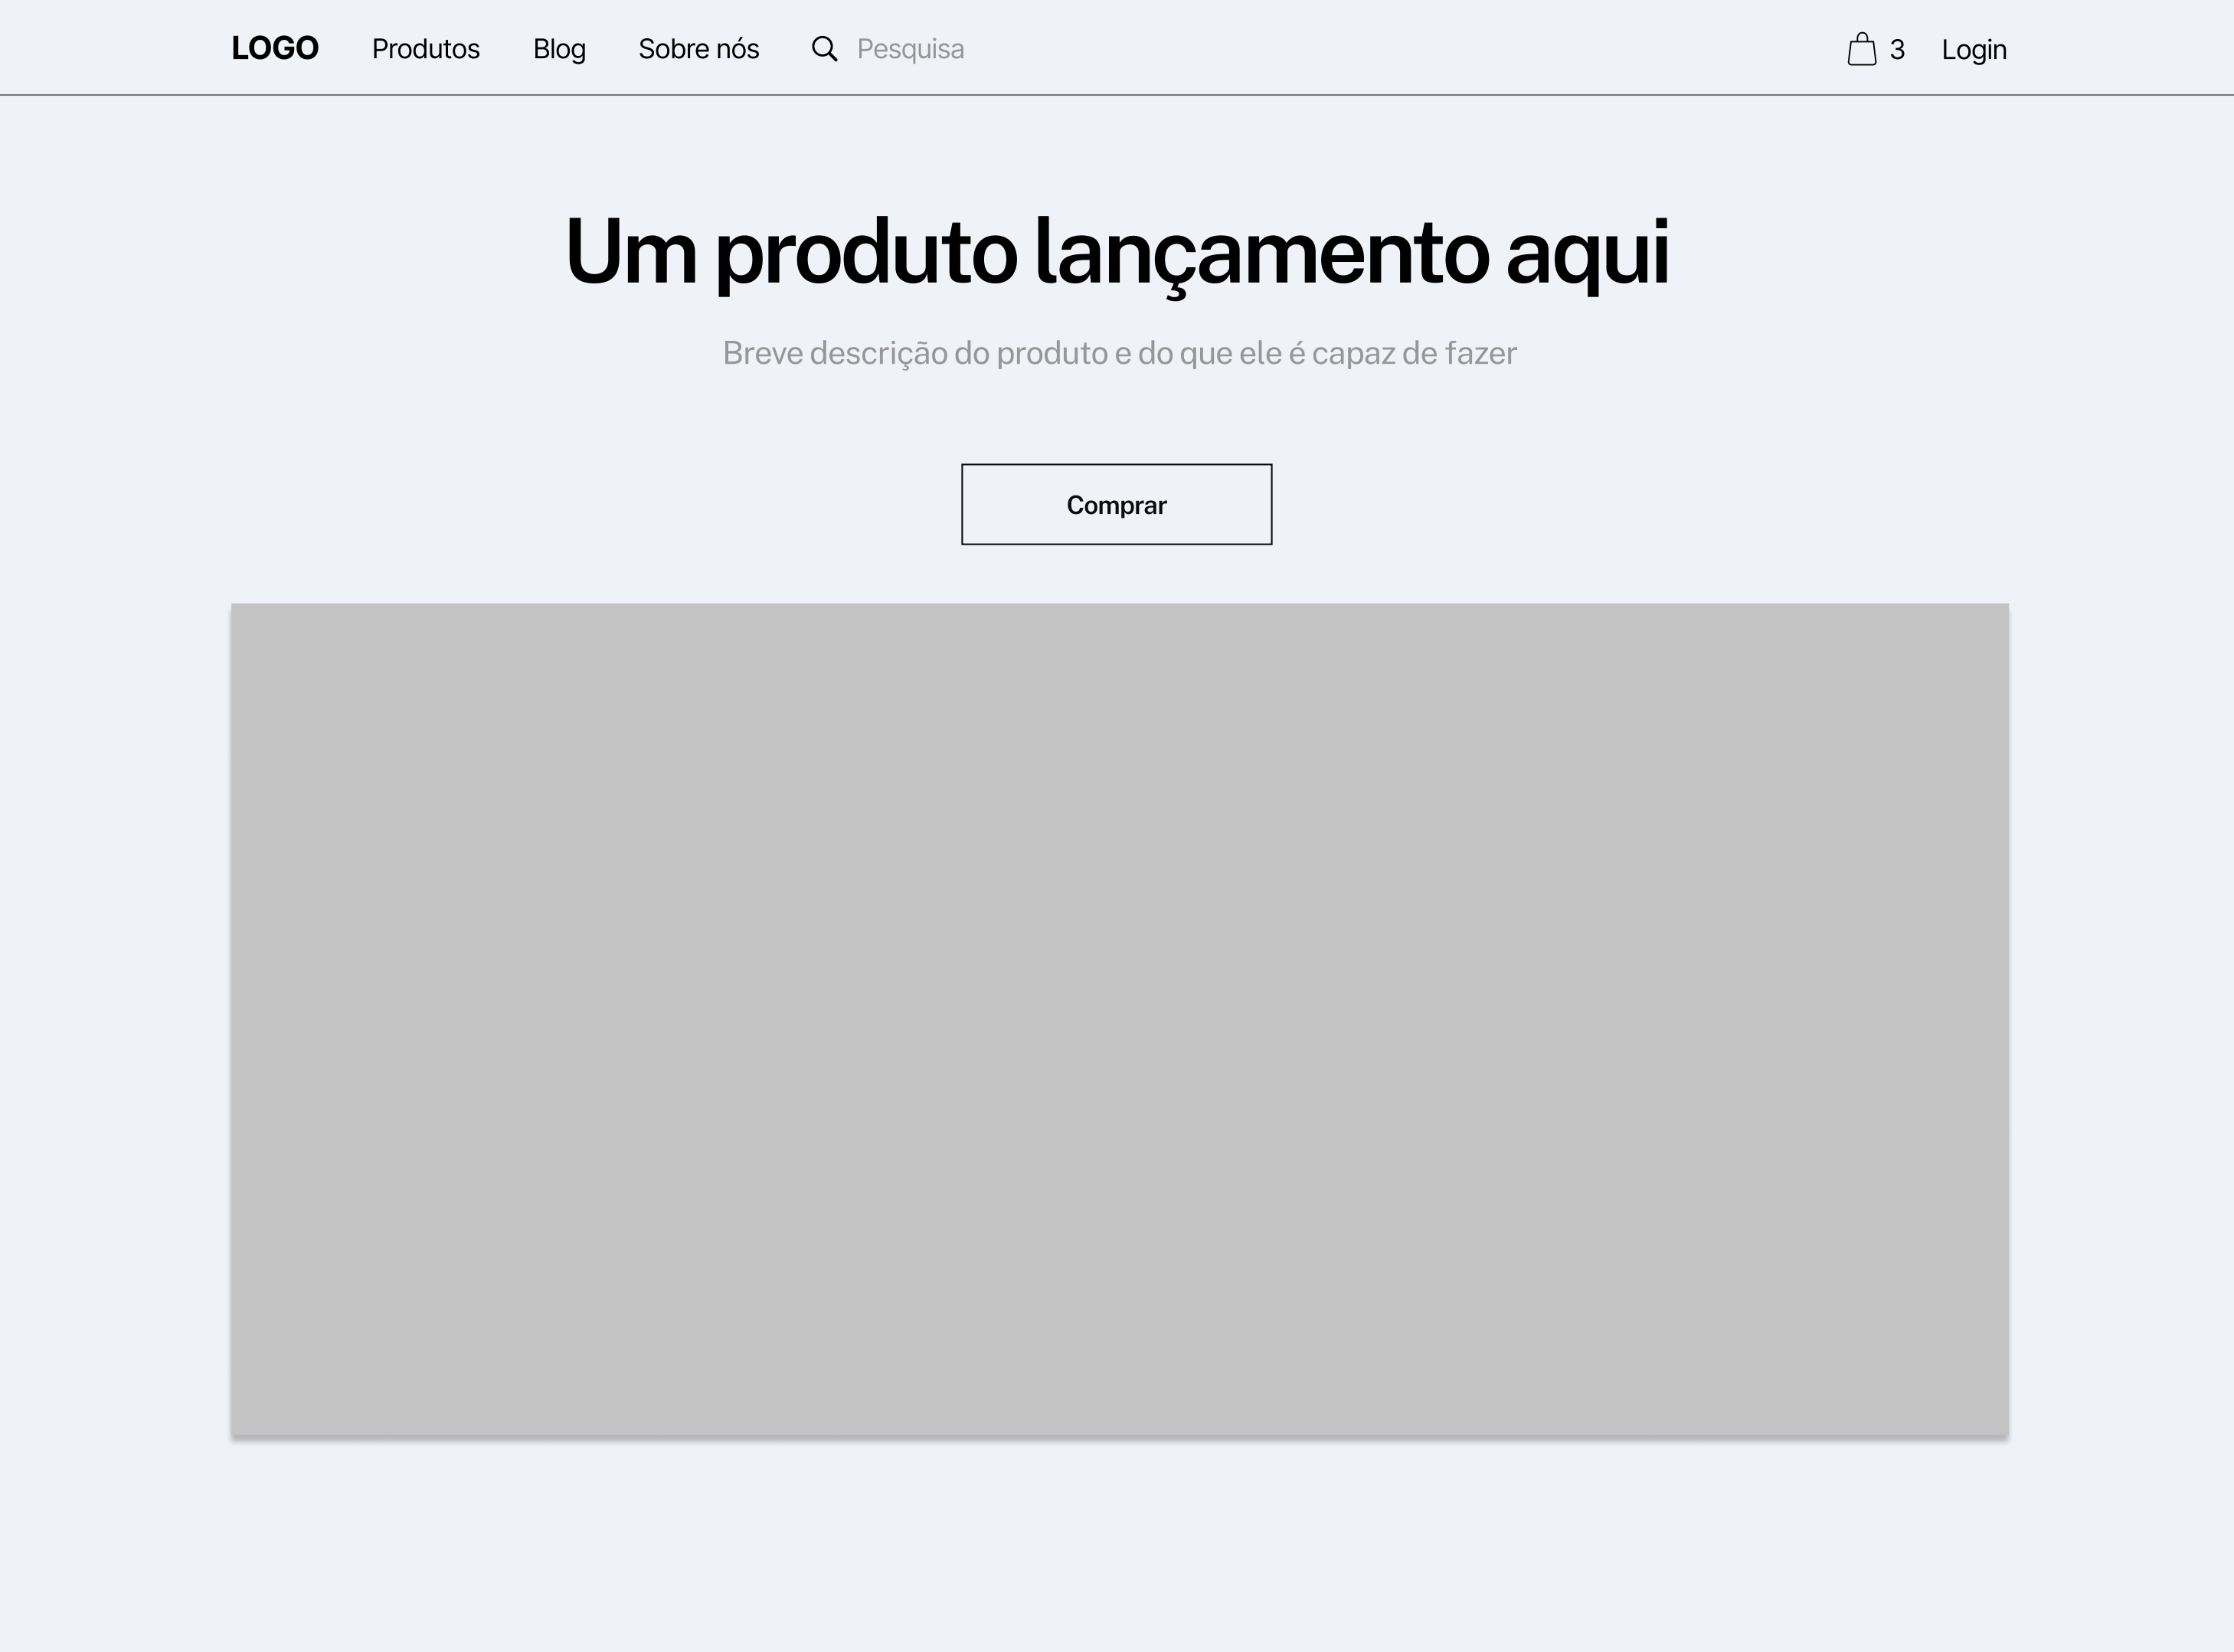 LOGO Produtos Blog Sobre nós Pesquisa 3 Login
Um produto lançamento aqui
Breve descrição do produto e do que ele é capaz de fazer
Comprar